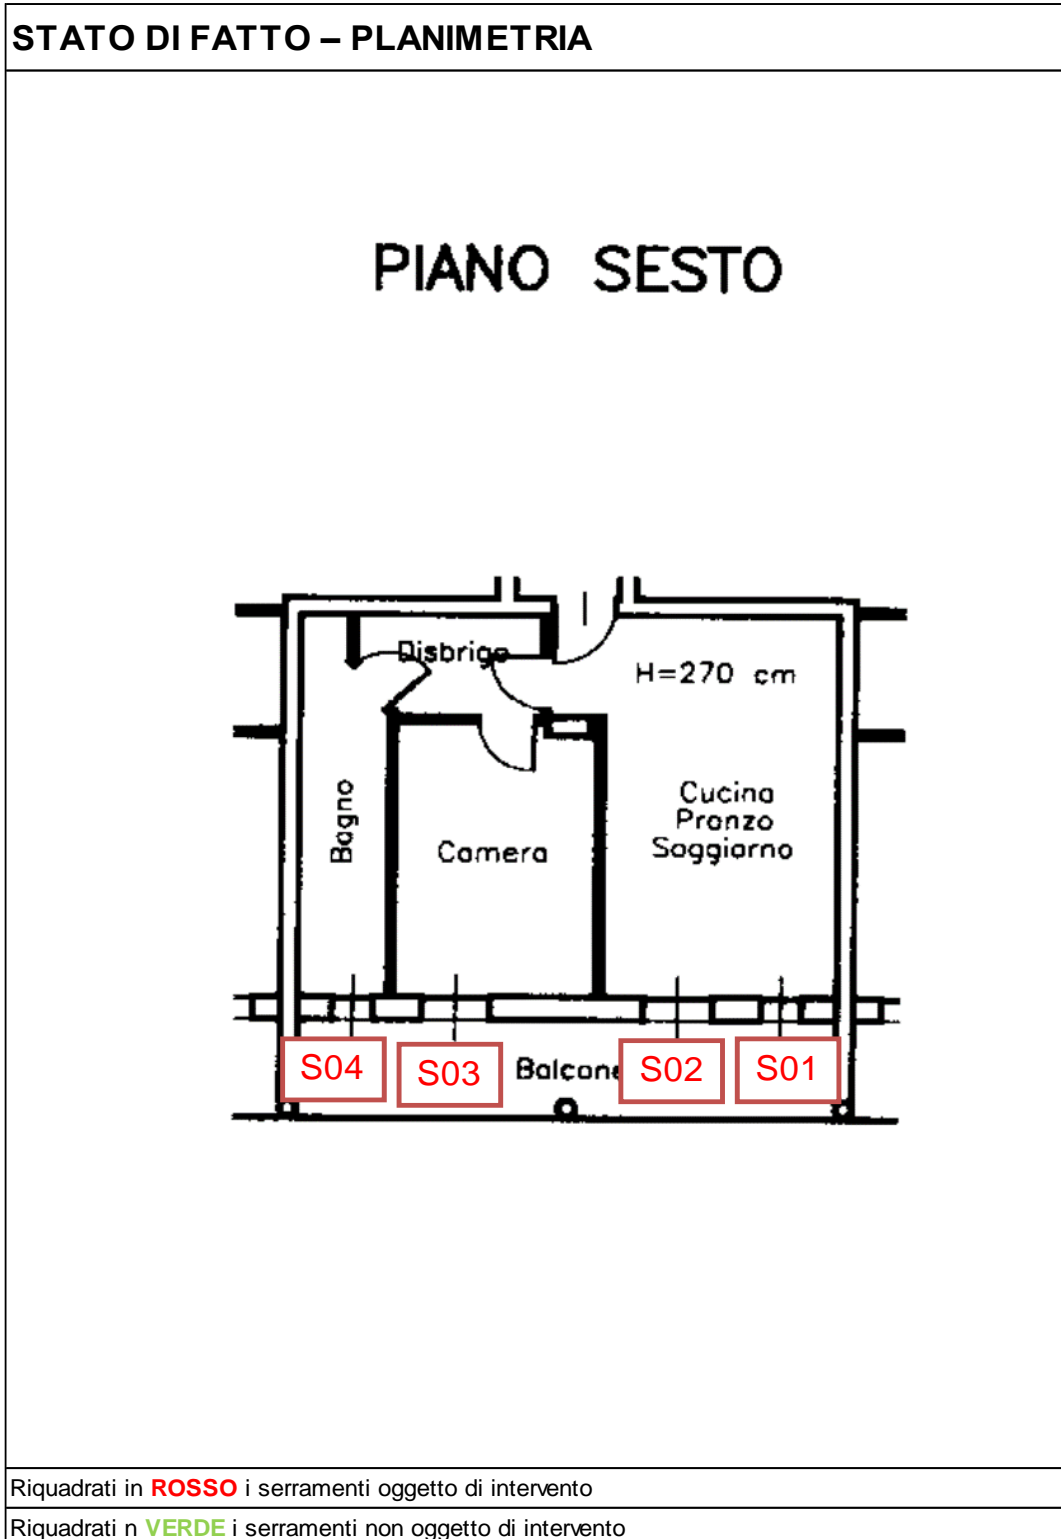 STATO DI FATTO – PLANIMETRIA
PIANO SESTO
Disbrigo
H=270 cm
Bagno
Camera
Cucina
Pranzo
Soggiorno
S04
S03
Balcone
S02
S01
Riquadrati in ROSSO i serramenti oggetto di intervento
Riquadrati n VERDE i serramenti non oggetto di intervento